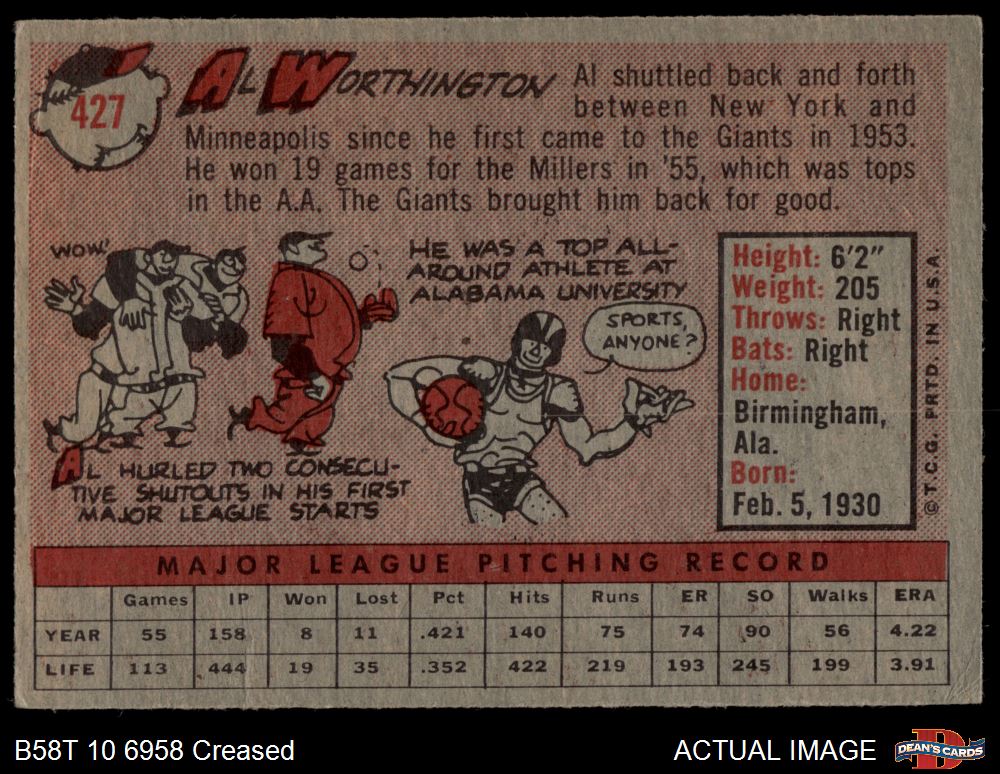 427
AL WORTHINGTON
Al shuttled back and forth
between New York and
Minneapolis since he first came to the Giants in 1953.
He won 19 games for the Millers in '55, which was tops
in the A.A. The Giants brought him back for good.
WOW!
AL HURLED TWO CONSECU-
TIVE SHUTOUTS IN HIS FIRST
MAJOR LEAGUE STARTS
HE WAS A TOP ALL-
AROUND ATHLETE AT
ALABAMA UNIVERSITY
SPORTS,
ANYONE?
Height: 6'2"
Weight: 205
Throws: Right
Bats: Right
Home:
Birmingham,
Ala.
Born:
Feb. 5, 1930
© T.C.G. PRTD. IN U.S.A.
MAJOR LEAGUE PITCHING RECORD
Games IP Won Lost Pct Hits Runs ER SO Walks ERA
YEAR 55 158 8 11 .421 140 75 74 90 56 4.22
LIFE 113 444 19 35 .352 422 219 193 245 199 3.91
B58T 10 6958 Creased
ACTUAL IMAGE
DEAN'S CARDS